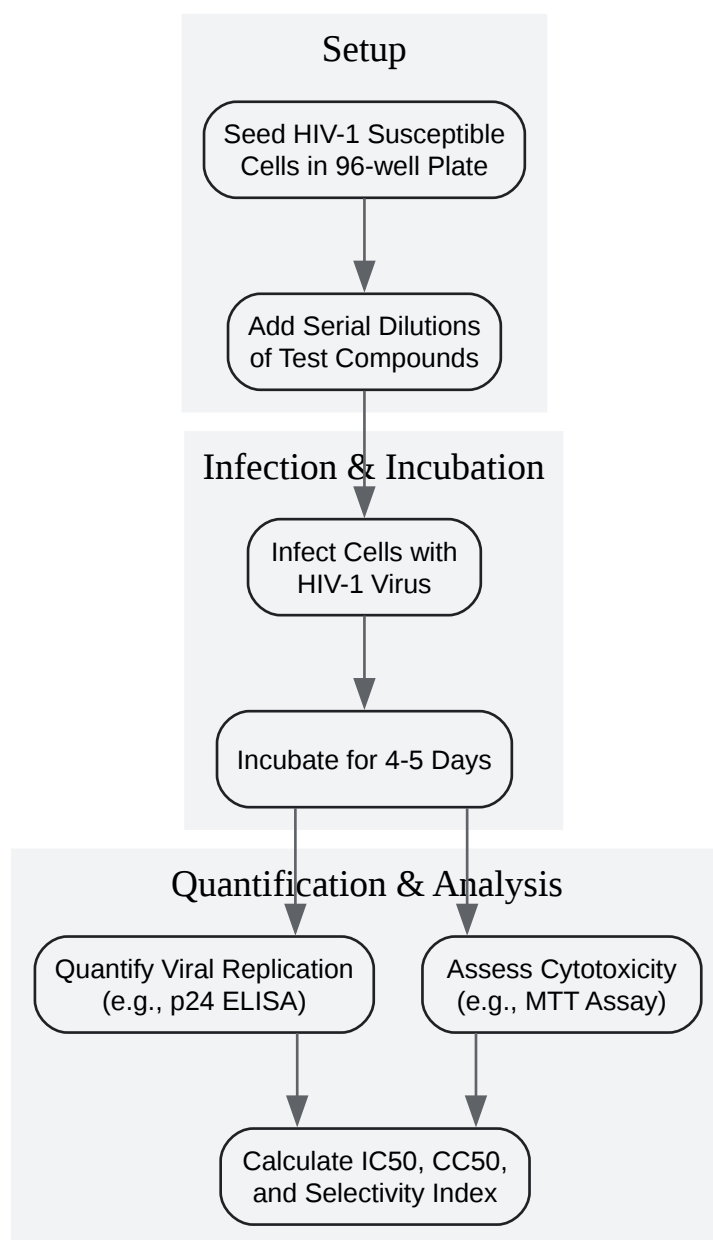 Setup
Seed HIV-1 Susceptible
Cells in 96-well Plate
Add Serial Dilutions
of Test Compounds
Infection & Incubation
Infect Cells with
HIV-1 Virus
Incubate for 4-5 Days
Quantification & Analysis
Quantify Viral Replication
(e.g., p24 ELISA)
Assess Cytotoxicity
(e.g., MTT Assay)
Calculate IC50, CC50,
and Selectivity Index